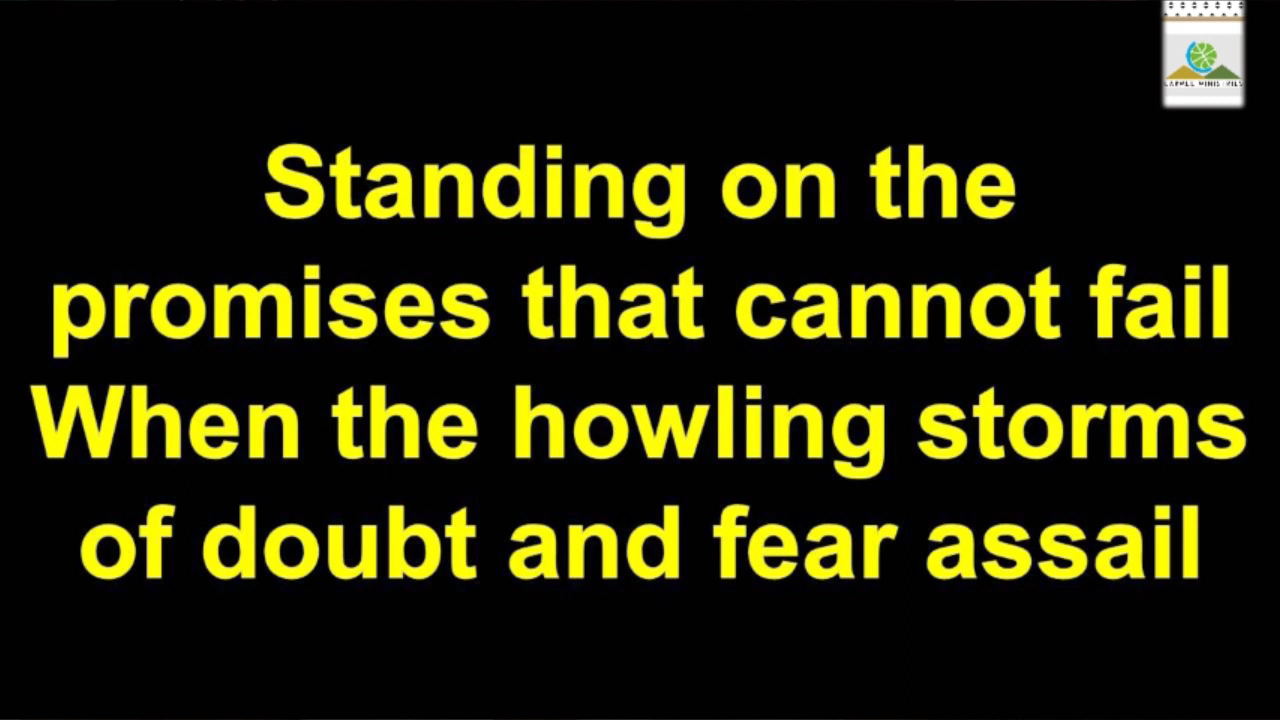 Standing on the
promises that cannot fail
When the howling storms
of doubt and fear assail